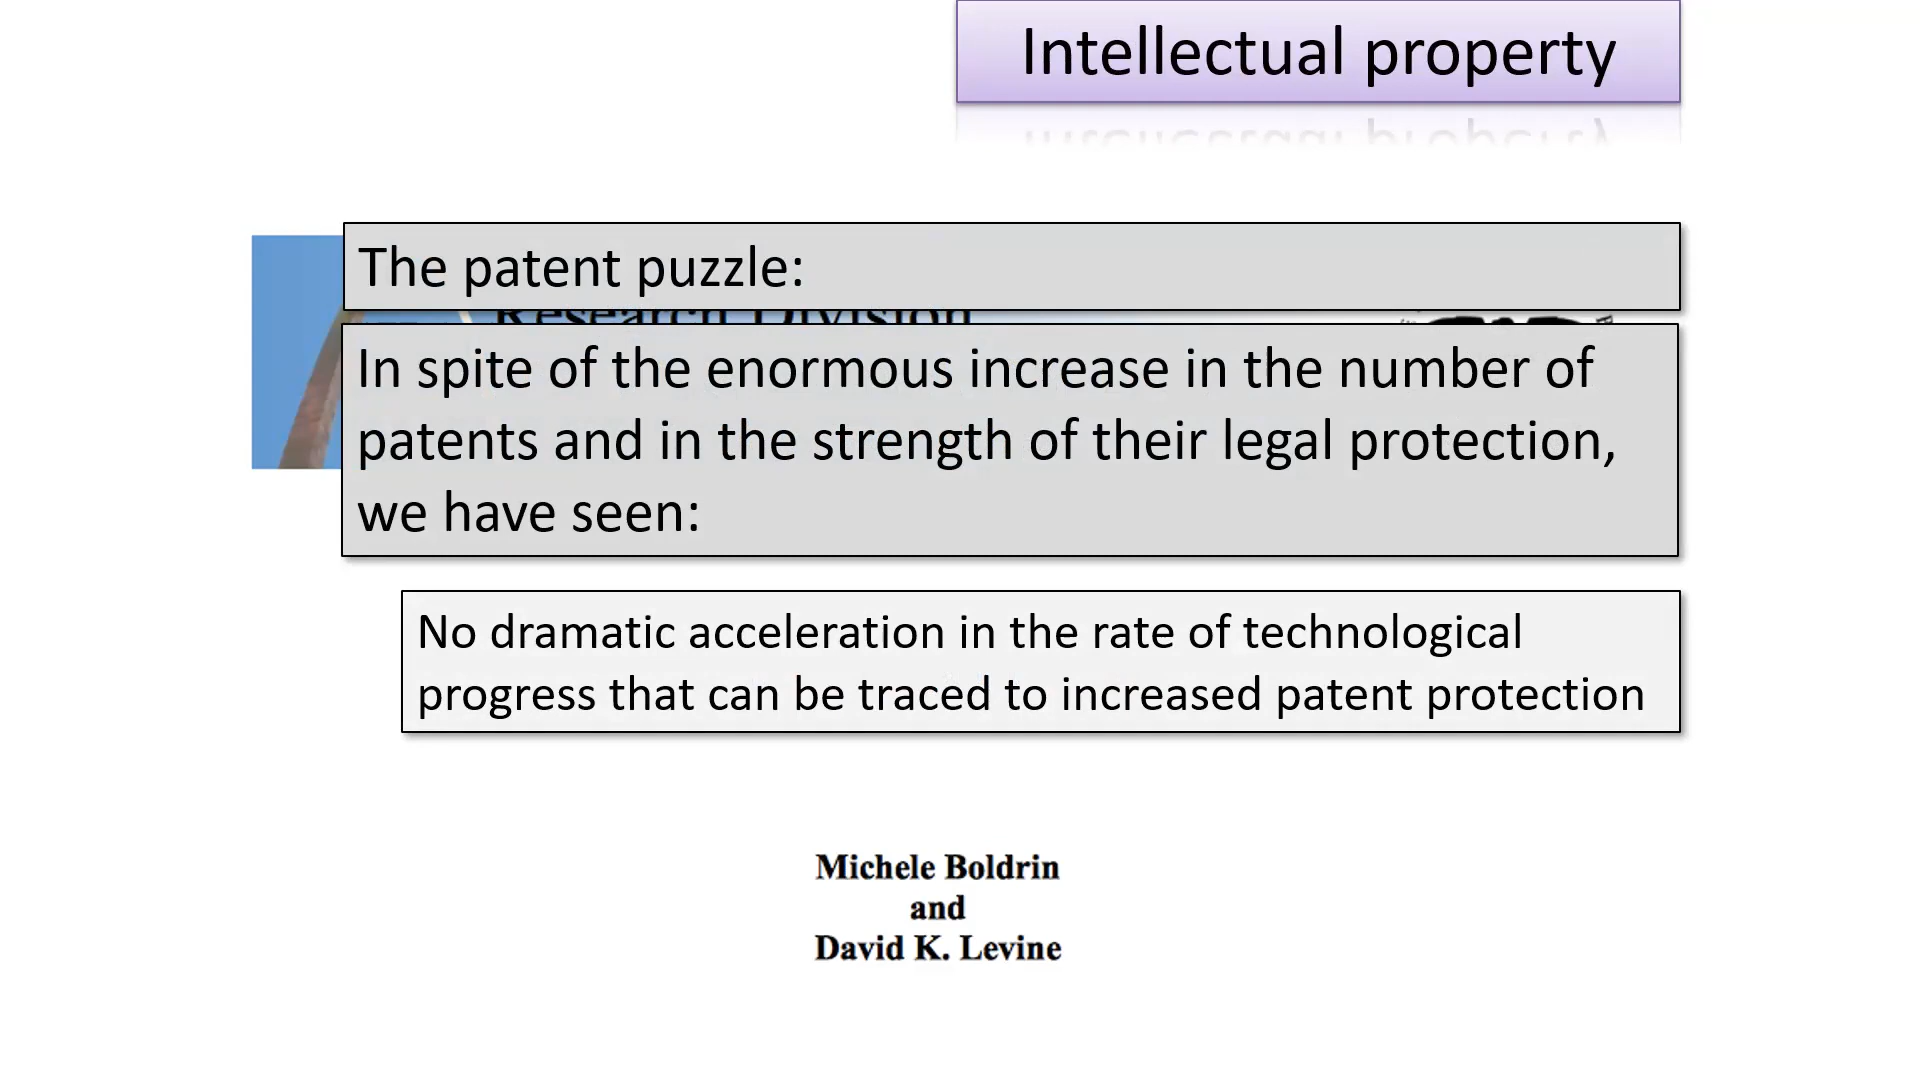 Intellectual property
The patent puzzle:
Research Division
In spite of the enormous increase in the number of
patents and in the strength of their legal protection,
we have seen:
No dramatic acceleration in the rate of technological
progress that can be traced to increased patent protection
Michele Boldrin
and
David K. Levine